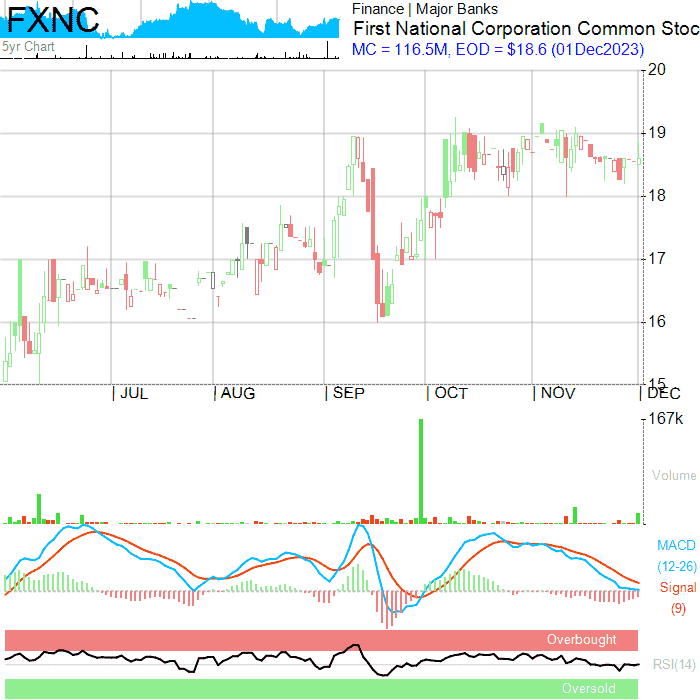 FXNC
5yr Chart
Finance | Major Banks
First National Corporation Common Stoc
MC = 116.5M, EOD = $18.6 (01Dec2023)
20
19
18
17
16
15
JUL
AUG
SEP
OCT
NOV
DEC
167k
Volume
MACD
(12-26)
Signal
(9)
Overbought
RSI(14)
Oversold